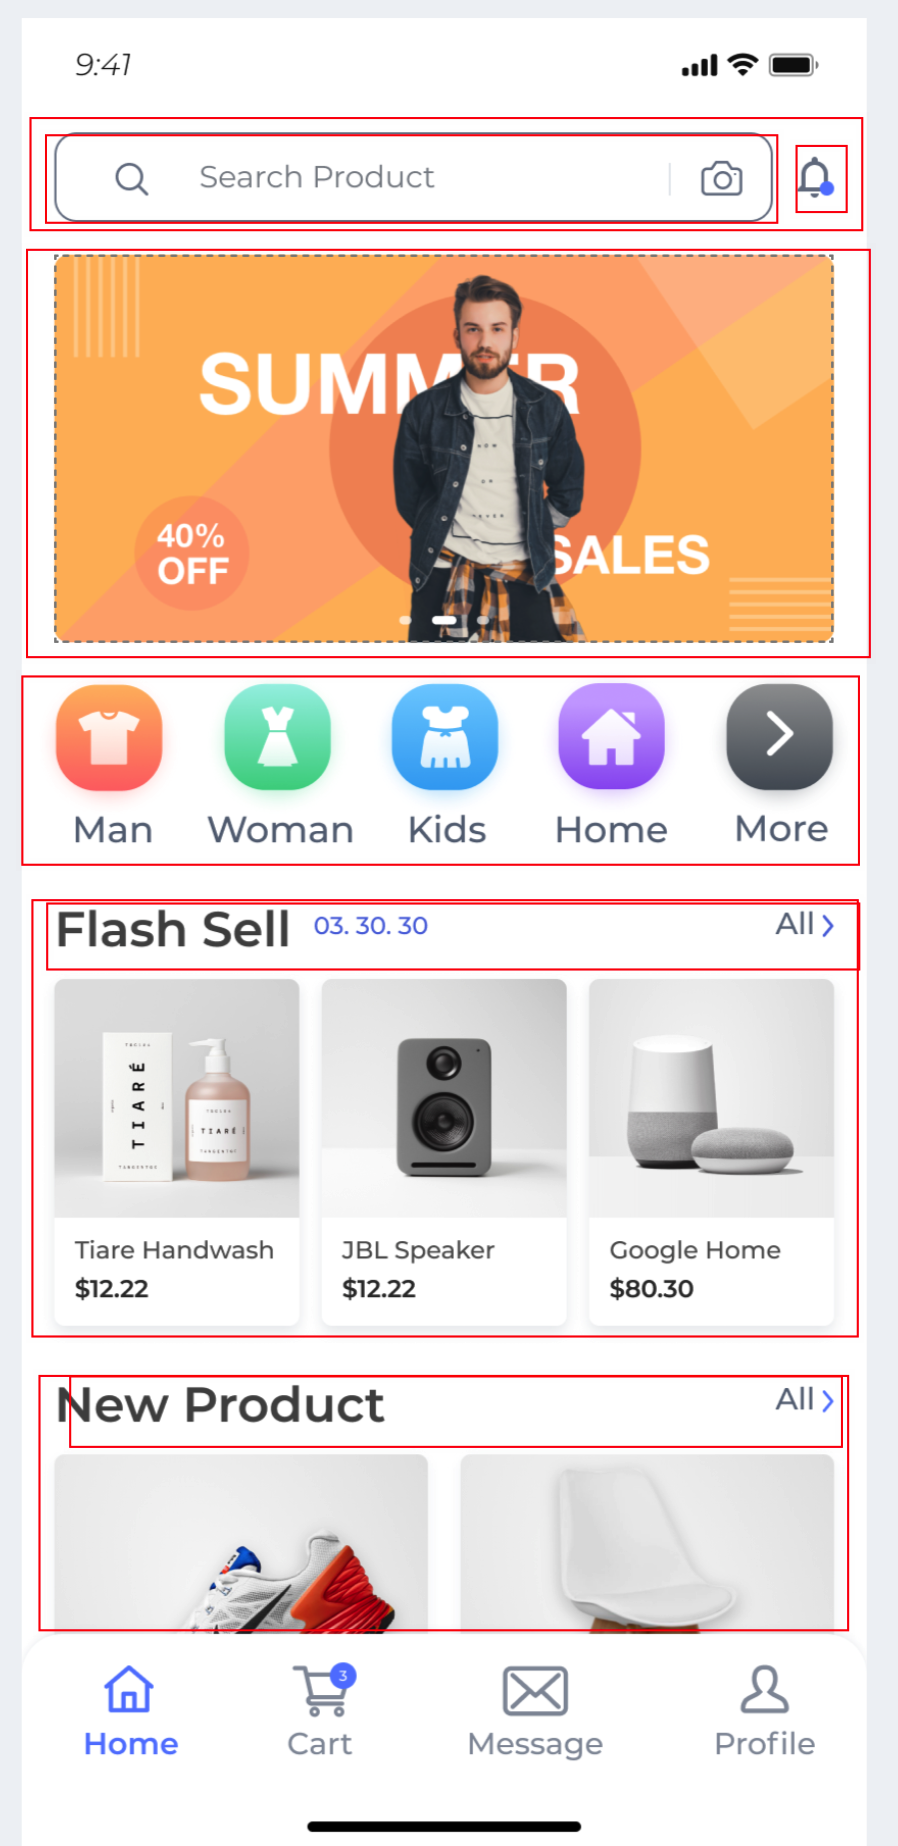 9:41
Search Product
SUMMER
40%
OFF
SALES
Man
Woman
Kids
Home
More
Flash Sell
03. 30. 30
All
TIARÉ
TIARÉ
Tiare Handwash
$12.22
JBL Speaker
$12.22
Google Home
$80.30
New Product
All
3
Home
Cart
Message
Profile